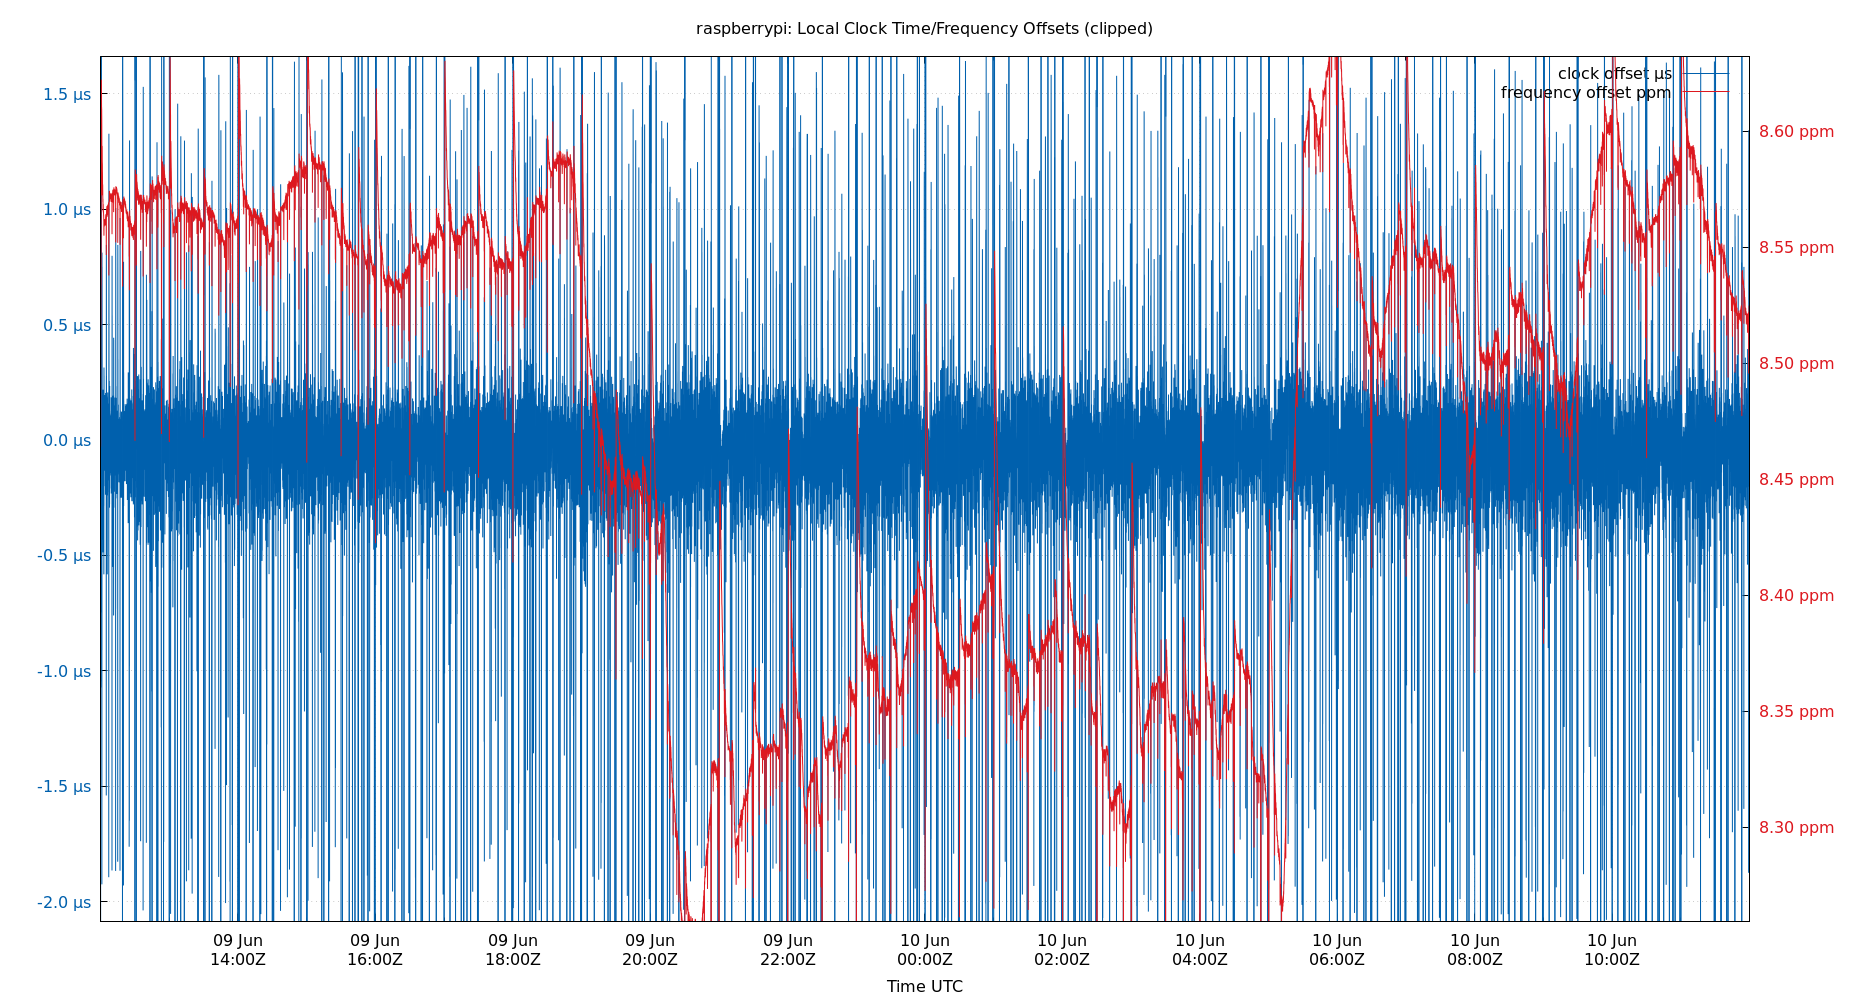 raspberrypi: Local Clock Time/Frequency Offsets (clipped)
clock offset µs
frequency offset ppm
1.5 µs
1.0 µs
0.5 µs
0.0 µs
-0.5 µs
-1.0 µs
-1.5 µs
-2.0 µs
8.60 ppm
8.55 ppm
8.50 ppm
8.45 ppm
8.40 ppm
8.35 ppm
8.30 ppm
09 Jun
14:00Z
09 Jun
16:00Z
09 Jun
18:00Z
09 Jun
20:00Z
09 Jun
22:00Z
10 Jun
00:00Z
10 Jun
02:00Z
10 Jun
04:00Z
10 Jun
06:00Z
10 Jun
08:00Z
10 Jun
10:00Z
Time UTC